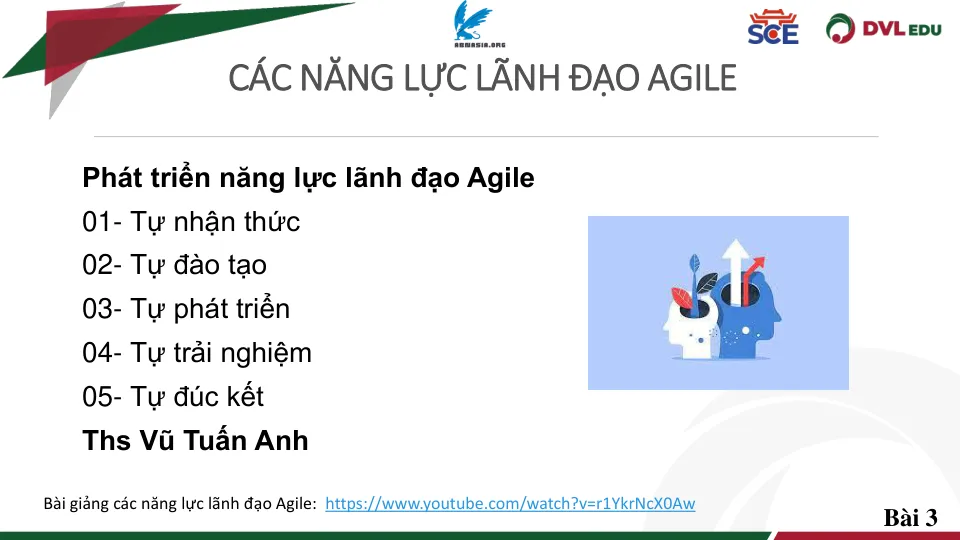 ARMASIA.ORG
SCE
DVL EDU
CÁC NĂNG LỰC LÃNH ĐẠO AGILE
Phát triển năng lực lãnh đạo Agile
01- Tự nhận thức
02- Tự đào tạo
03- Tự phát triển
04- Tự trải nghiệm
05- Tự đúc kết
Ths Vũ Tuấn Anh
Bài giảng các năng lực lãnh đạo Agile: https://www.youtube.com/watch?v=r1YkrNcX0Aw
Bài 3